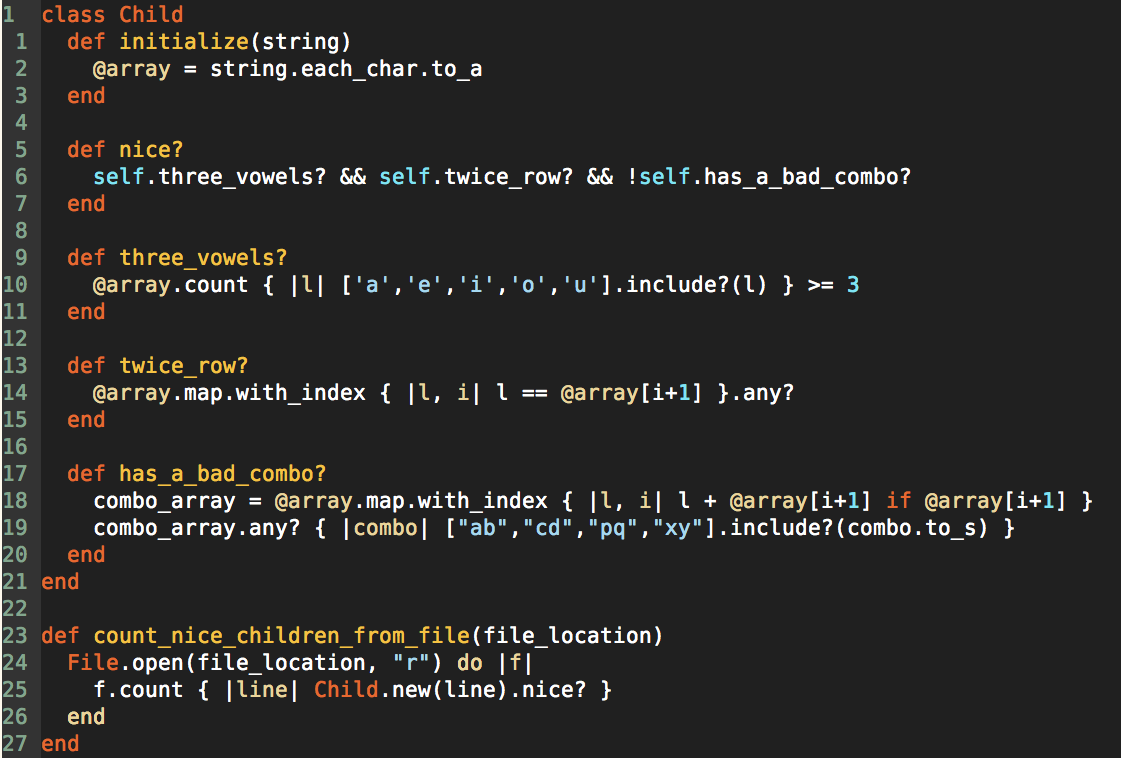 1 class Child
1   def initialize(string)
2     @array = string.each_char.to_a
3   end
4
5   def nice?
6     self.three_vowels? && self.twice_row? && !self.has_a_bad_combo?
7   end
8
9   def three_vowels?
10     @array.count { |l| ['a','e','i','o','u'].include?(l) } >= 3
11   end
12
13   def twice_row?
14     @array.map.with_index { |l, i| l == @array[i+1] }.any?
15   end
16
17   def has_a_bad_combo?
18     combo_array = @array.map.with_index { |l, i| l + @array[i+1] if @array[i+1] }
19     combo_array.any? { |combo| ["ab","cd","pq","xy"].include?(combo.to_s) }
20   end
21 end
22
23 def count_nice_children_from_file(file_location)
24   File.open(file_location, "r") do |f|
25     f.count { |line| Child.new(line).nice? }
26   end
27 end